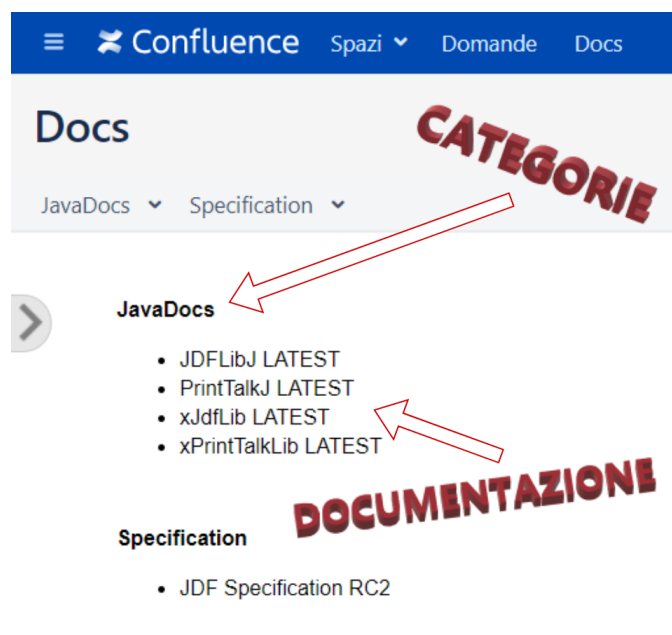 Confluence Spazi Domande Docs
Docs
CATEGORIE
JavaDocs Specification
JavaDocs
• JDFLibJ LATEST
• PrintTalkJ LATEST
• xJdfLib LATEST
• xPrintTalkLib LATEST
DOCUMENTAZIONE
Specification
• JDF Specification RC2